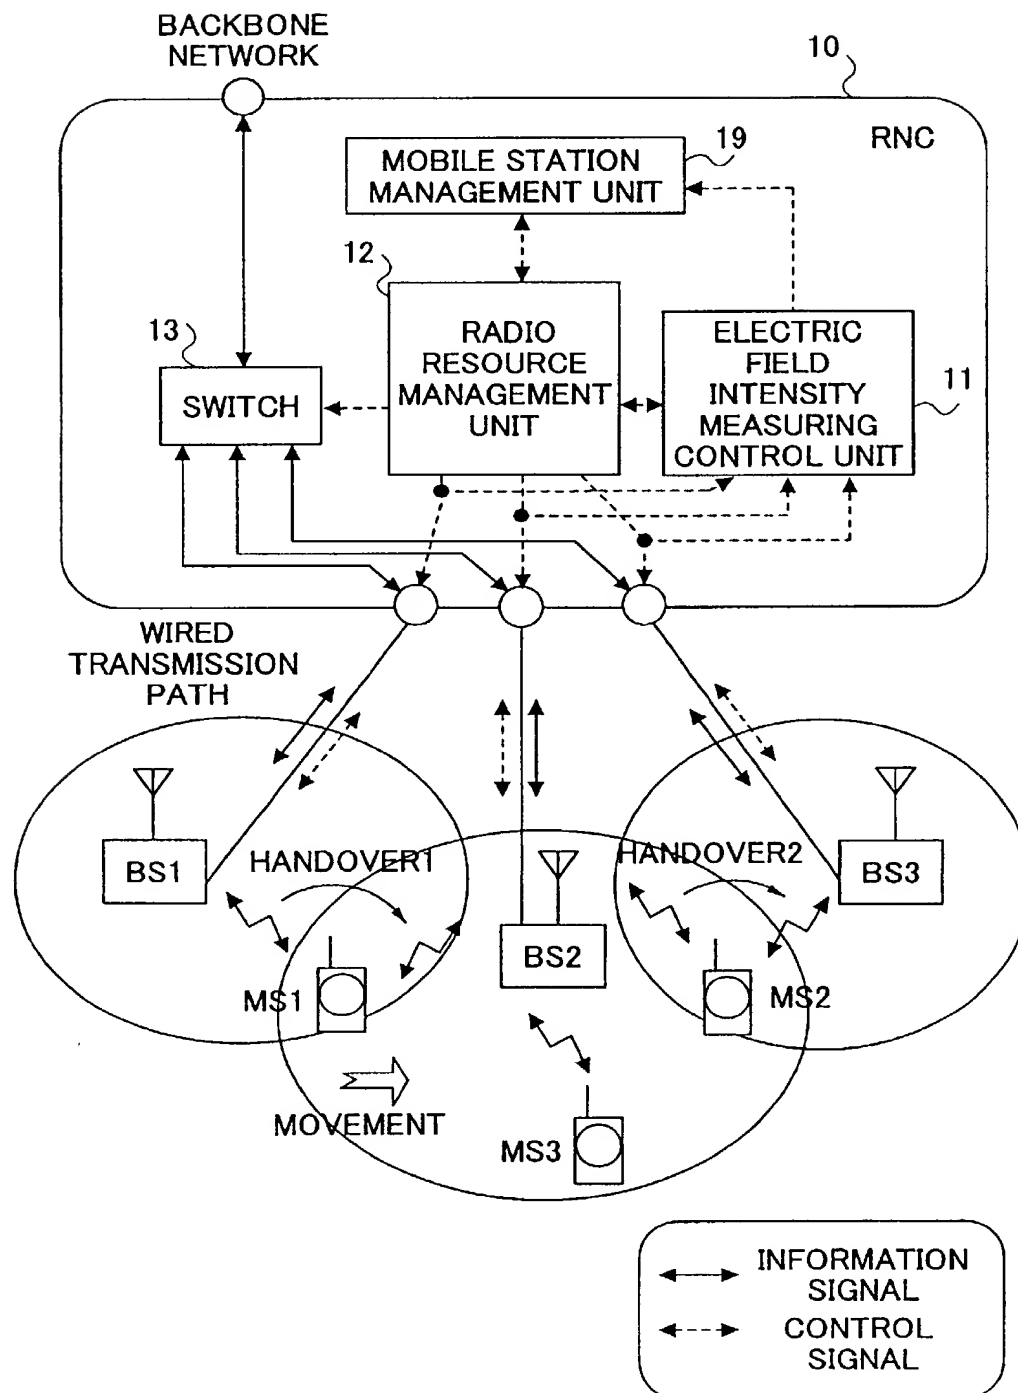 BACKBONE
NETWORK
10
RNC
MOBILE STATION
MANAGEMENT UNIT
19
12
RADIO
RESOURCE
MANAGEMENT
UNIT
ELECTRIC
FIELD
INTENSITY
MEASURING
CONTROL UNIT
11
13
SWITCH
WIRED
TRANSMISSION
PATH
BS1
HANDOVER1
BS2
HANDOVER2
BS3
MS1
MS2
MOVEMENT
MS3
INFORMATION
SIGNAL
CONTROL
SIGNAL